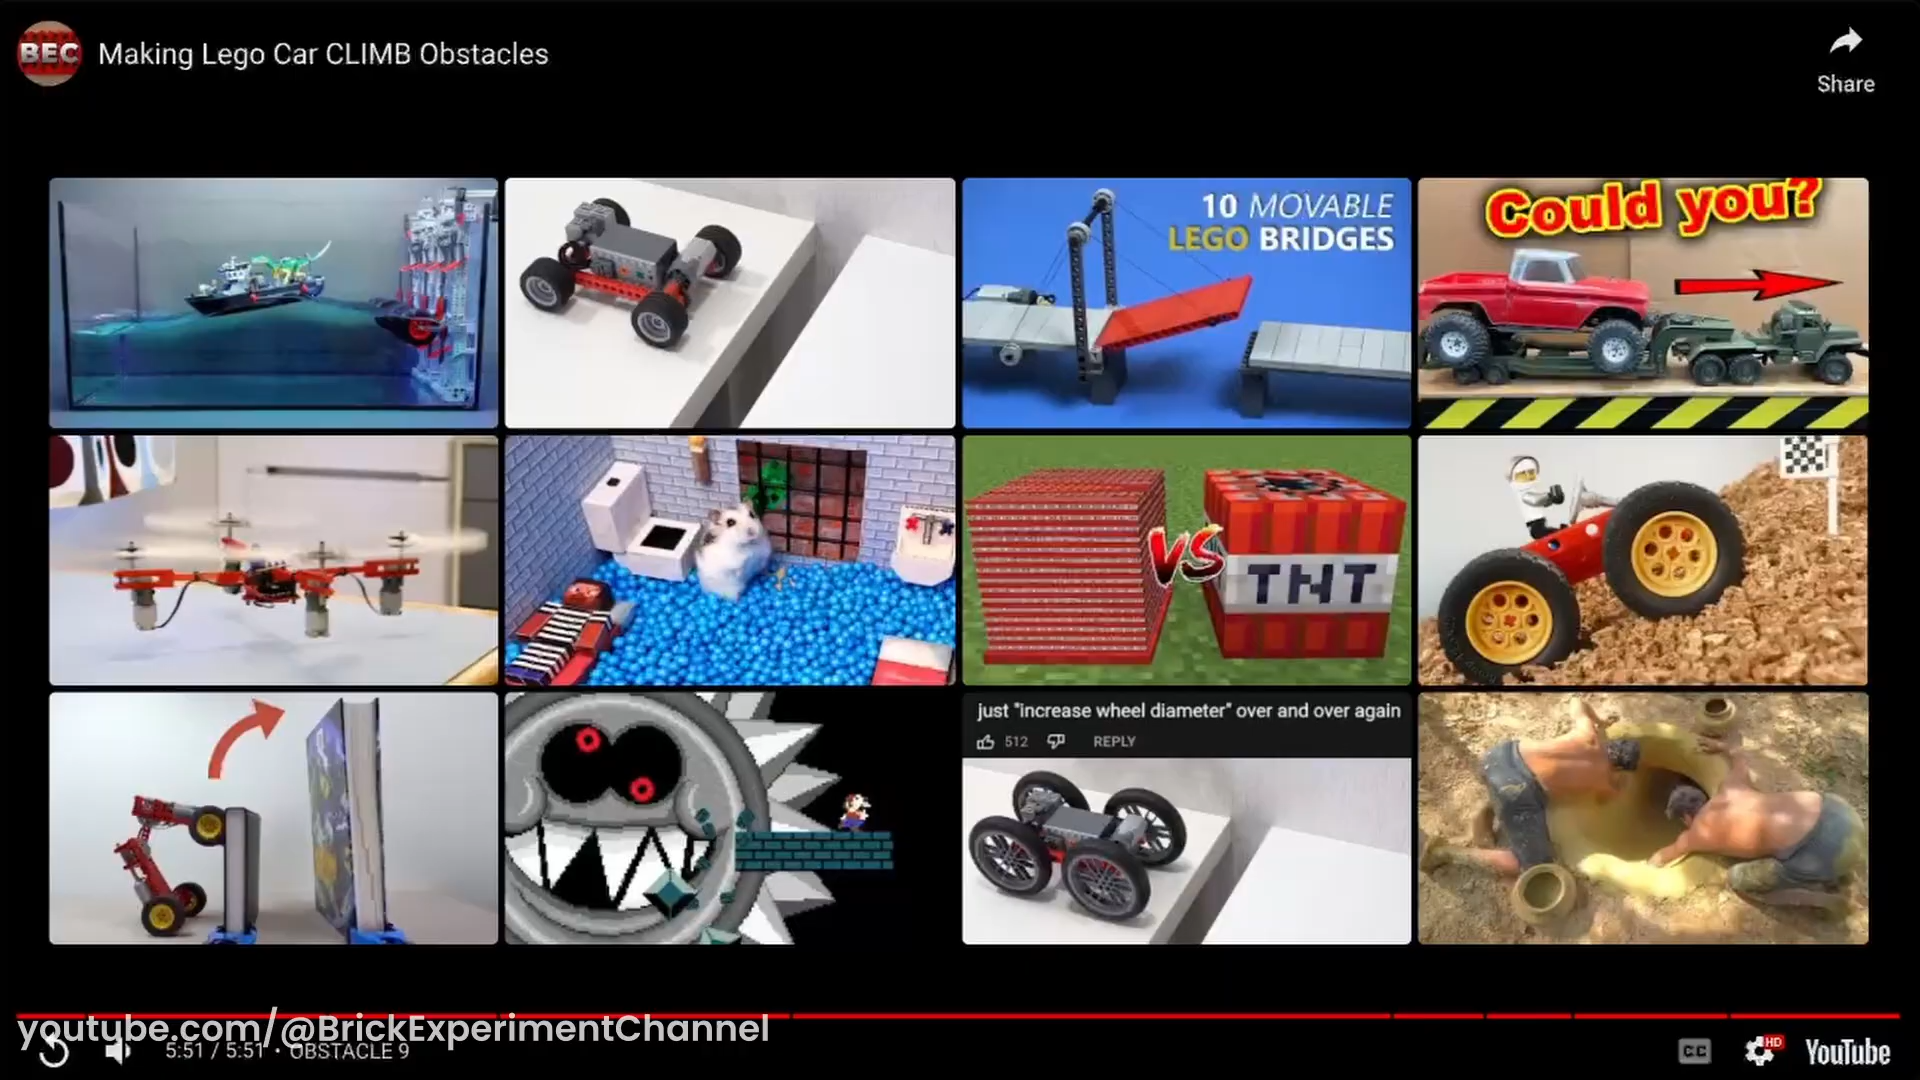 BEC Making Lego Car CLIMB Obstacles
Share
10 MOVABLE
LEGO BRIDGES
Could you?
VS
TNT
just "increase wheel diameter" over and over again
512 REPLY
youtube.com/@BrickExperimentChannel
5:51 / 5:51 • OBSTACLE 9
CC
HD
YouTube